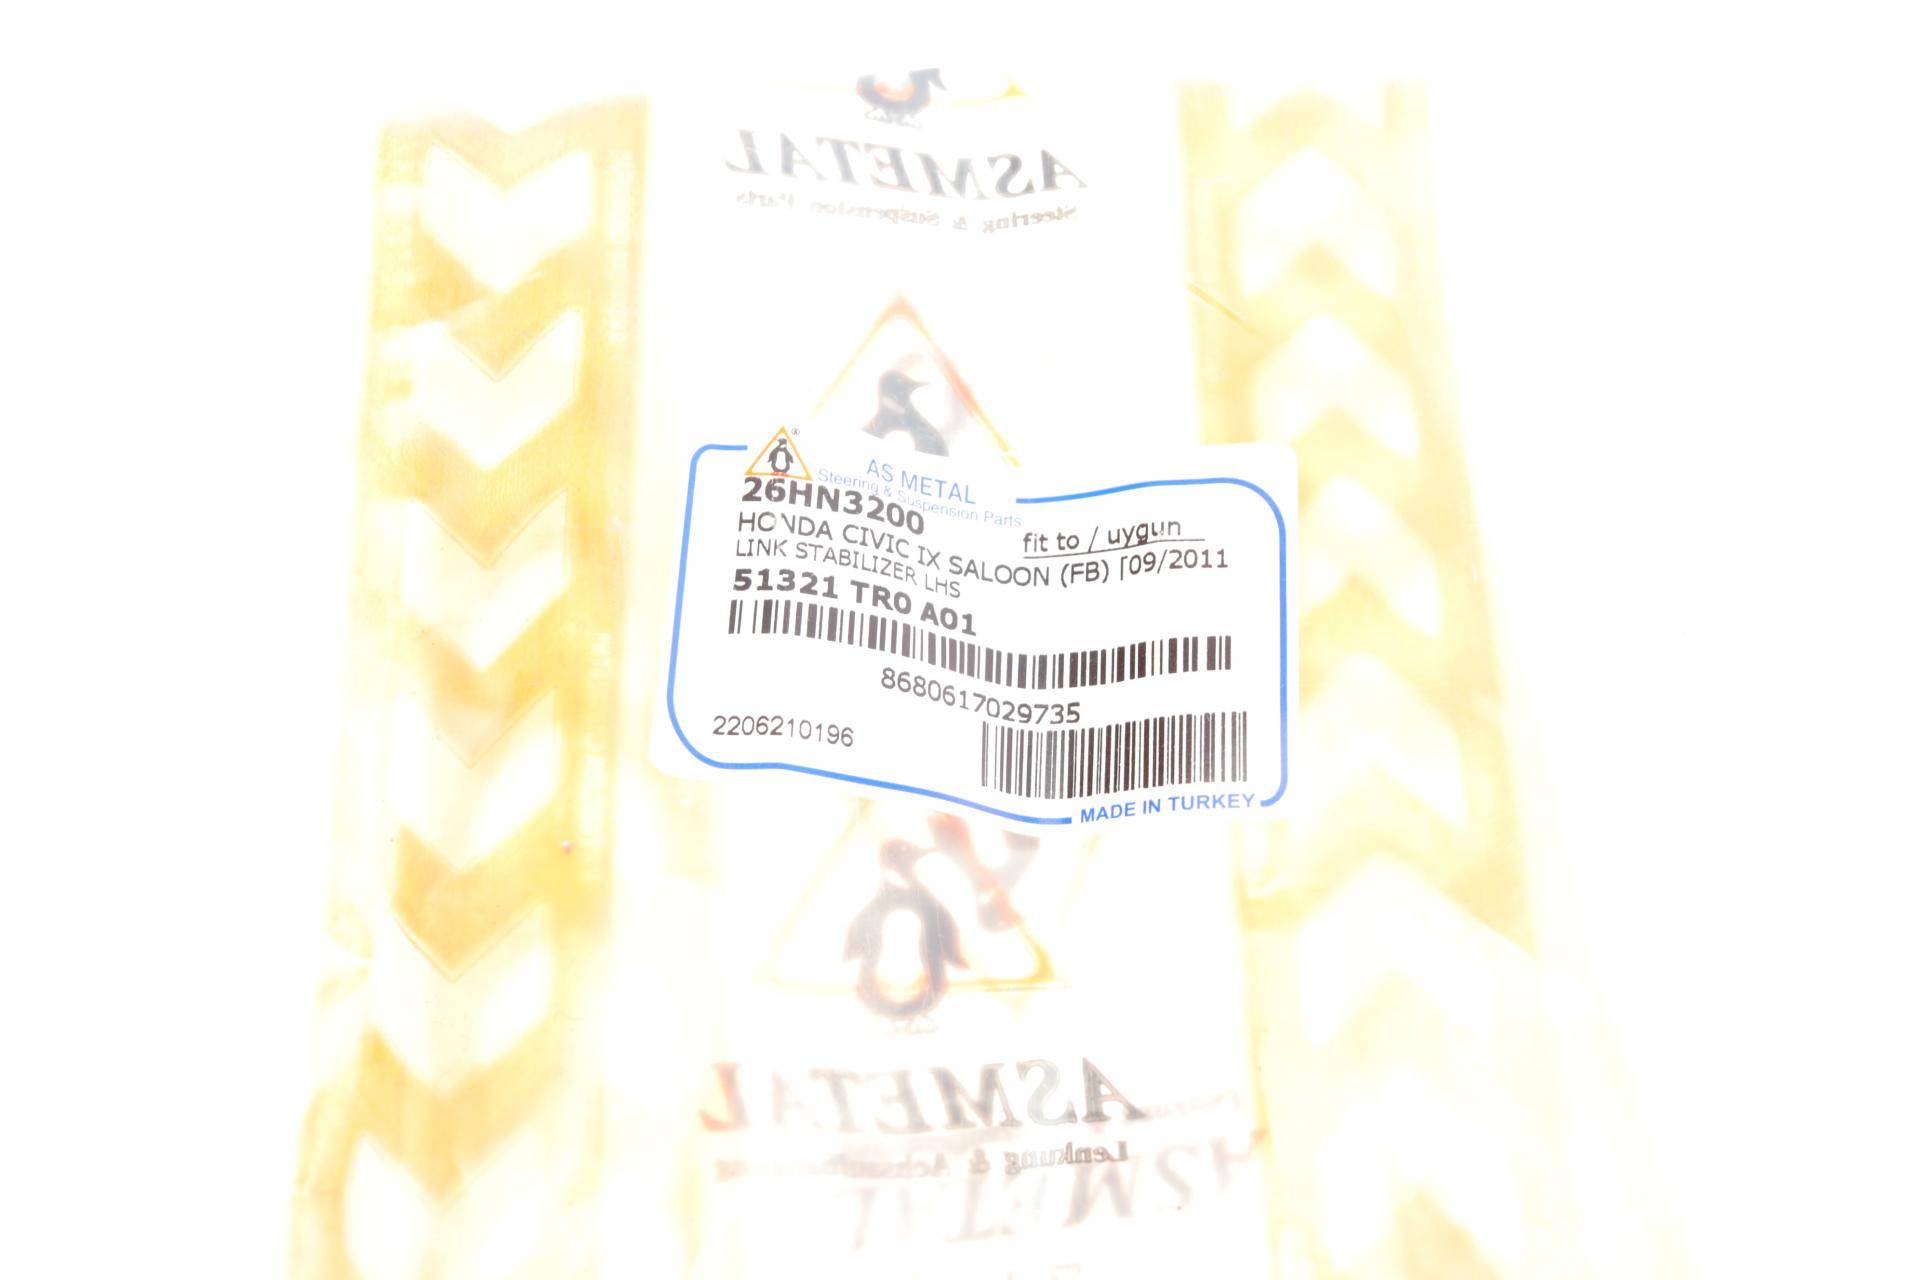 ASMETAL
Steering & Suspension Parts
®
AS METAL
Steering & Suspension Parts
26HN3200
fit to / uygun
HONDA CIVIC IX SALOON (FB) [09/2011
LINK STABILIZER LHS
51321 TR0 A01
8680617029735
2206210196
MADE IN TURKEY
ASMETAL
Lenkung &
ASMETAL